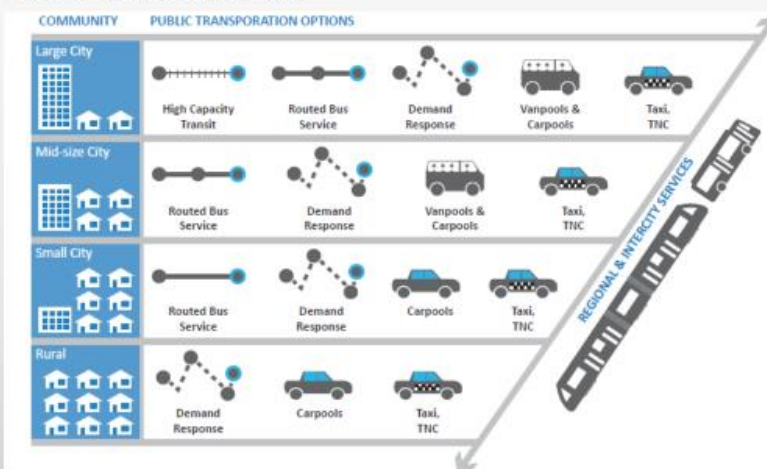 COMMUNITY PUBLIC TRANSPORATION OPTIONS
Large City
High Capacity Transit
Routed Bus Service
Demand Response
Vanpools & Carpools
Taxi, TNC
Mid-size City
Routed Bus Service
Demand Response
Vanpools & Carpools
Taxi, TNC
Small City
Routed Bus Service
Demand Response
Carpools
Taxi, TNC
Rural
Demand Response
Carpools
Taxi, TNC
REGIONAL & INTERCITY SERVICES